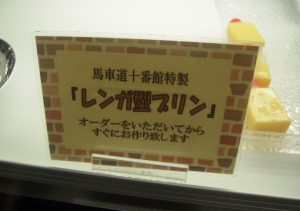 馬車道十番館特製
『レンガ型プリン』
オーダーをいただいてから
すぐにお作り致します